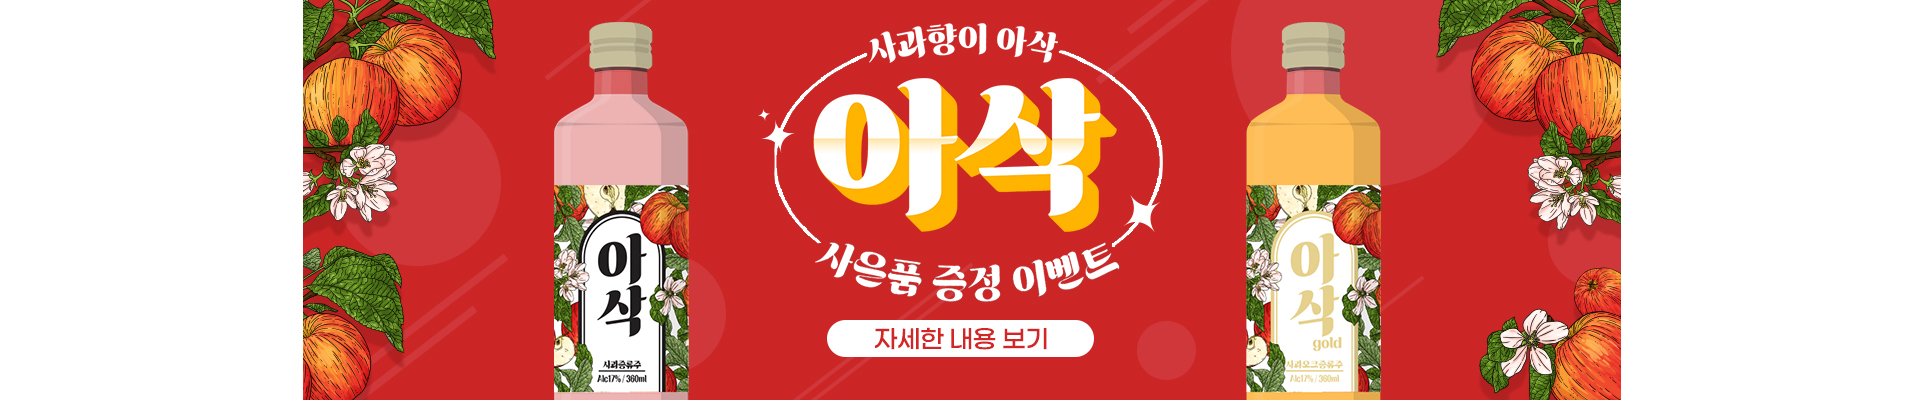 사과향이 아삭
아삭
사은품 증정 이벤트
자세한 내용 보기
아
삭
사과증류주
Alc17% / 360ml
아
삭
gold
사과오크증류주
Alc17% / 360ml